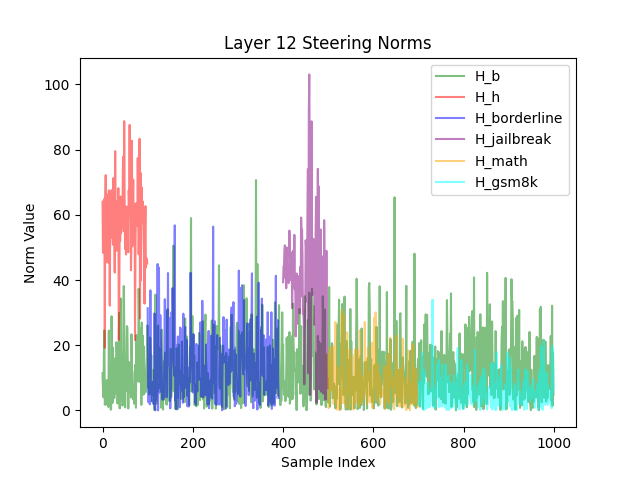 Layer 12 Steering Norms
Norm Value
100
80
60
40
20
0
H_b
H_h
H_borderline
H_jailbreak
H_math
H_gsm8k
0 200 400 600 800 1000
Sample Index